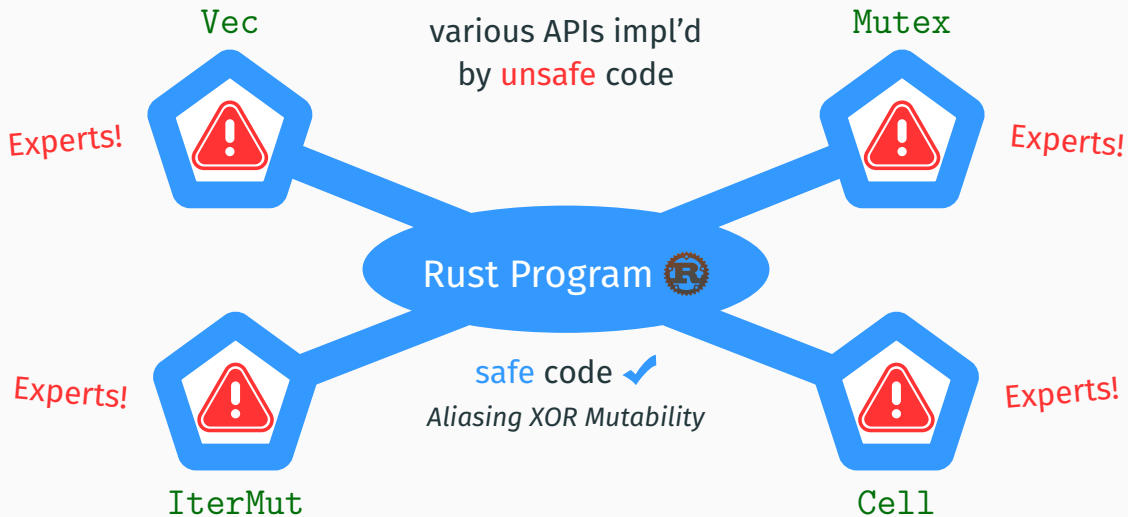 Vec
various APIs impl’d
by unsafe code
Mutex
Experts!
Experts!
Rust Program
R
safe code
Aliasing XOR Mutability
Experts!
Experts!
IterMut
Cell